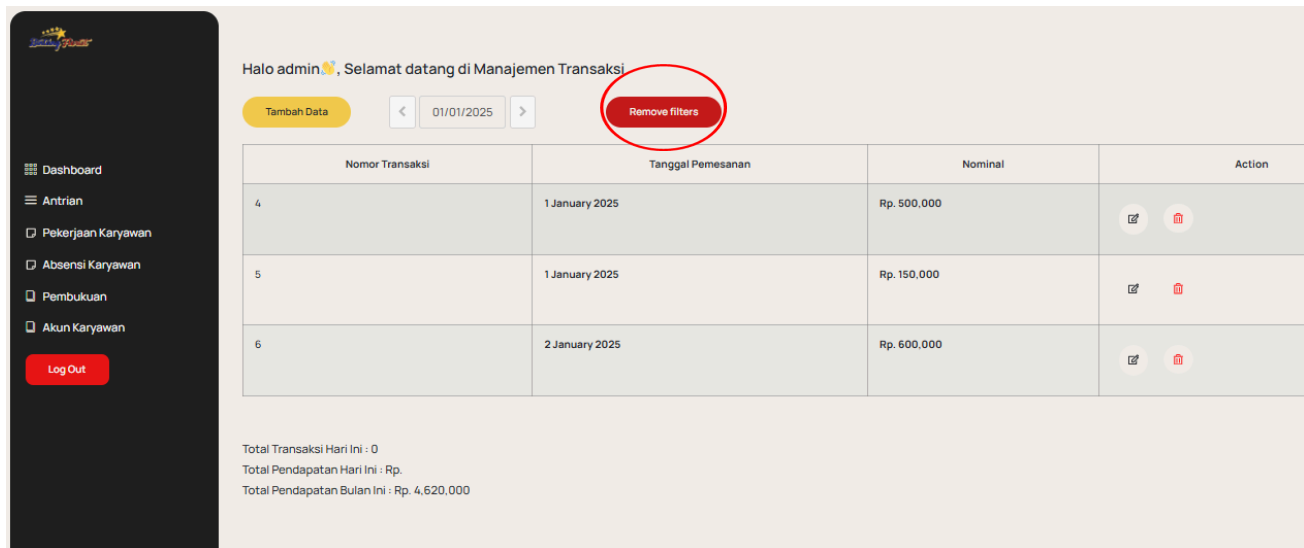 Halo admin👋, Selamat datang di Manajemen Transaksi
Tambah Data
01/01/2025
Remove filters
Dashboard
Antrian
Pekerjaan Karyawan
Absensi Karyawan
Pembukuan
Akun Karyawan
Log Out
Nomor Transaksi Tanggal Pemesanan Nominal Action
4 1 January 2025 Rp. 500,000
5 1 January 2025 Rp. 150,000
6 2 January 2025 Rp. 600,000
Total Transaksi Hari Ini : 0
Total Pendapatan Hari Ini : Rp.
Total Pendapatan Bulan Ini : Rp. 4,620,000